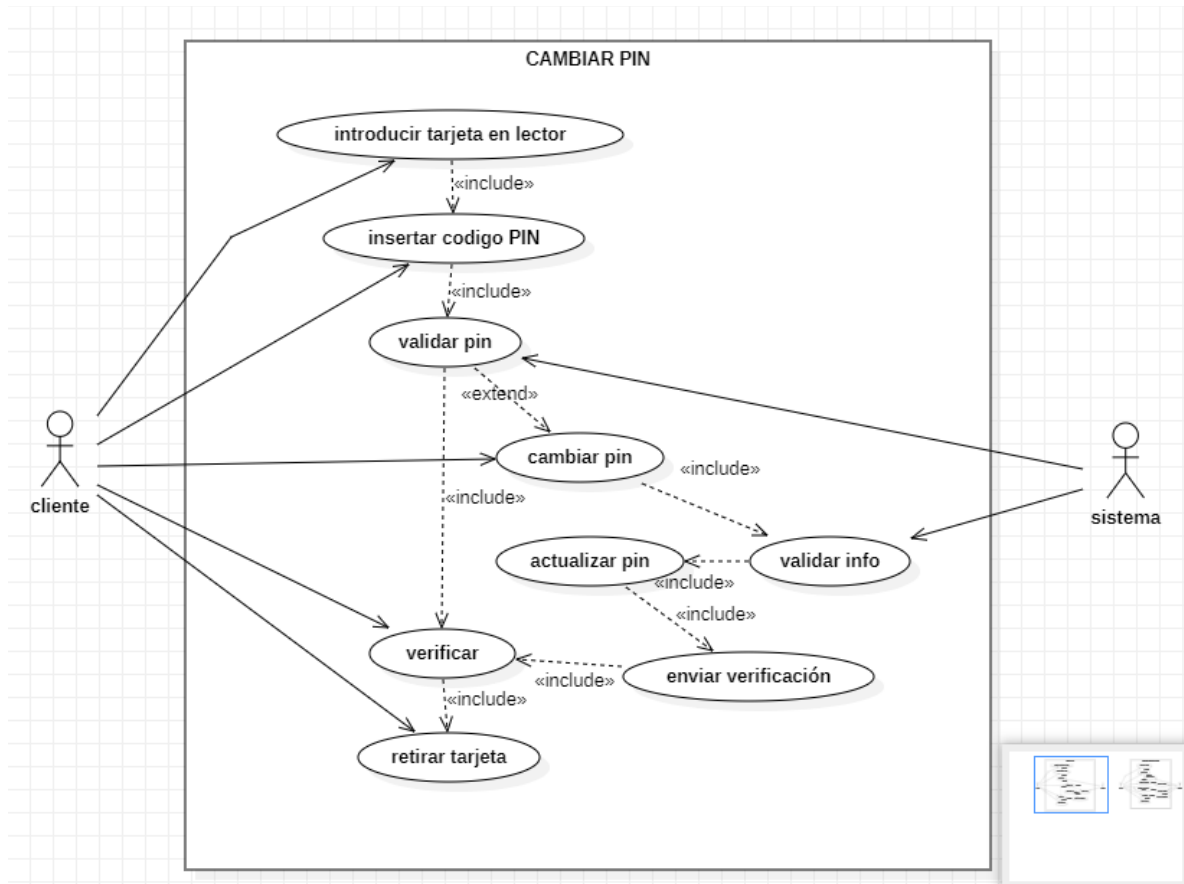 CAMBIAR PIN
introducir tarjeta en lector
«include»
insertar codigo PIN
«include»
validar pin
«extend»
cambiar pin
«include»
«include»
cliente
sistema
actualizar pin
validar info
«include»
«include»
verificar
enviar verificación
«include»
«include»
retirar tarjeta